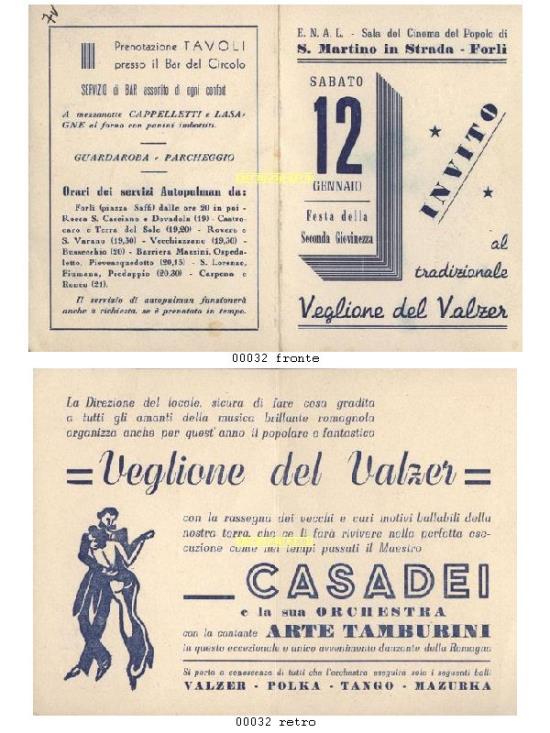 Prenotazione TAVOLI
presso il Bar del Circolo
SERVIZIO di BAR assortito di ogni confort
A mezzanotte CAPPELLETTI e LASA-
GNE al forno con panini imbottiti.
GUARDAROBA - PARCHEGGIO
Orari dei servizi Autopulman da:
Forlì (piazza Saffi) dalle ore 20 in poi -
Rocca S. Casciano e Dovadola (19) - Castro-
caro e Terra del Sole (19,20) - Rovere e
S. Varano (19,30) - Vecchiazzano (19,50) -
Bussecchio (20) - Barriera Mazzini, Ospeda-
letto, Pievequinta (20,15) - S. Lorenzo,
Fiumana, Predappio (20,30) - Carpena e
Ronco (21).
Il servizio di autopulman funzionerà
anche a richiesta, se è prenotato in tempo.
E. N. A. L. - Sala del Cinema del Popolo di
S. Martino in Strada - Forlì
SABATO
12
GENNAIO
Festa della
Seconda Giovinezza
INVITO
al
tradizionale
Veglione del Valzer
00032 fronte
La Direzione del locale, sicura di fare cosa gradita
a tutti gli amanti della musica brillante romagnola
organizza anche per quest'anno il popolare e fantastico
Veglione del Valzer
con la rassegna dei vecchi e cari motivi ballabili della
nostra terra, che ce li farà rivivere nella perfetta ese-
cuzione come nei tempi passati il Maestro
CASADEI
e la sua ORCHESTRA
con la cantante ARTE TAMBURINI
in questo eccezionale e unico avvenimento danzante della Romagna
Si porta a conoscenza di tutti che l'orchestra eseguirà solo i seguenti balli
VALZER - POLKA - TANGO - MAZURKA
00032 retro